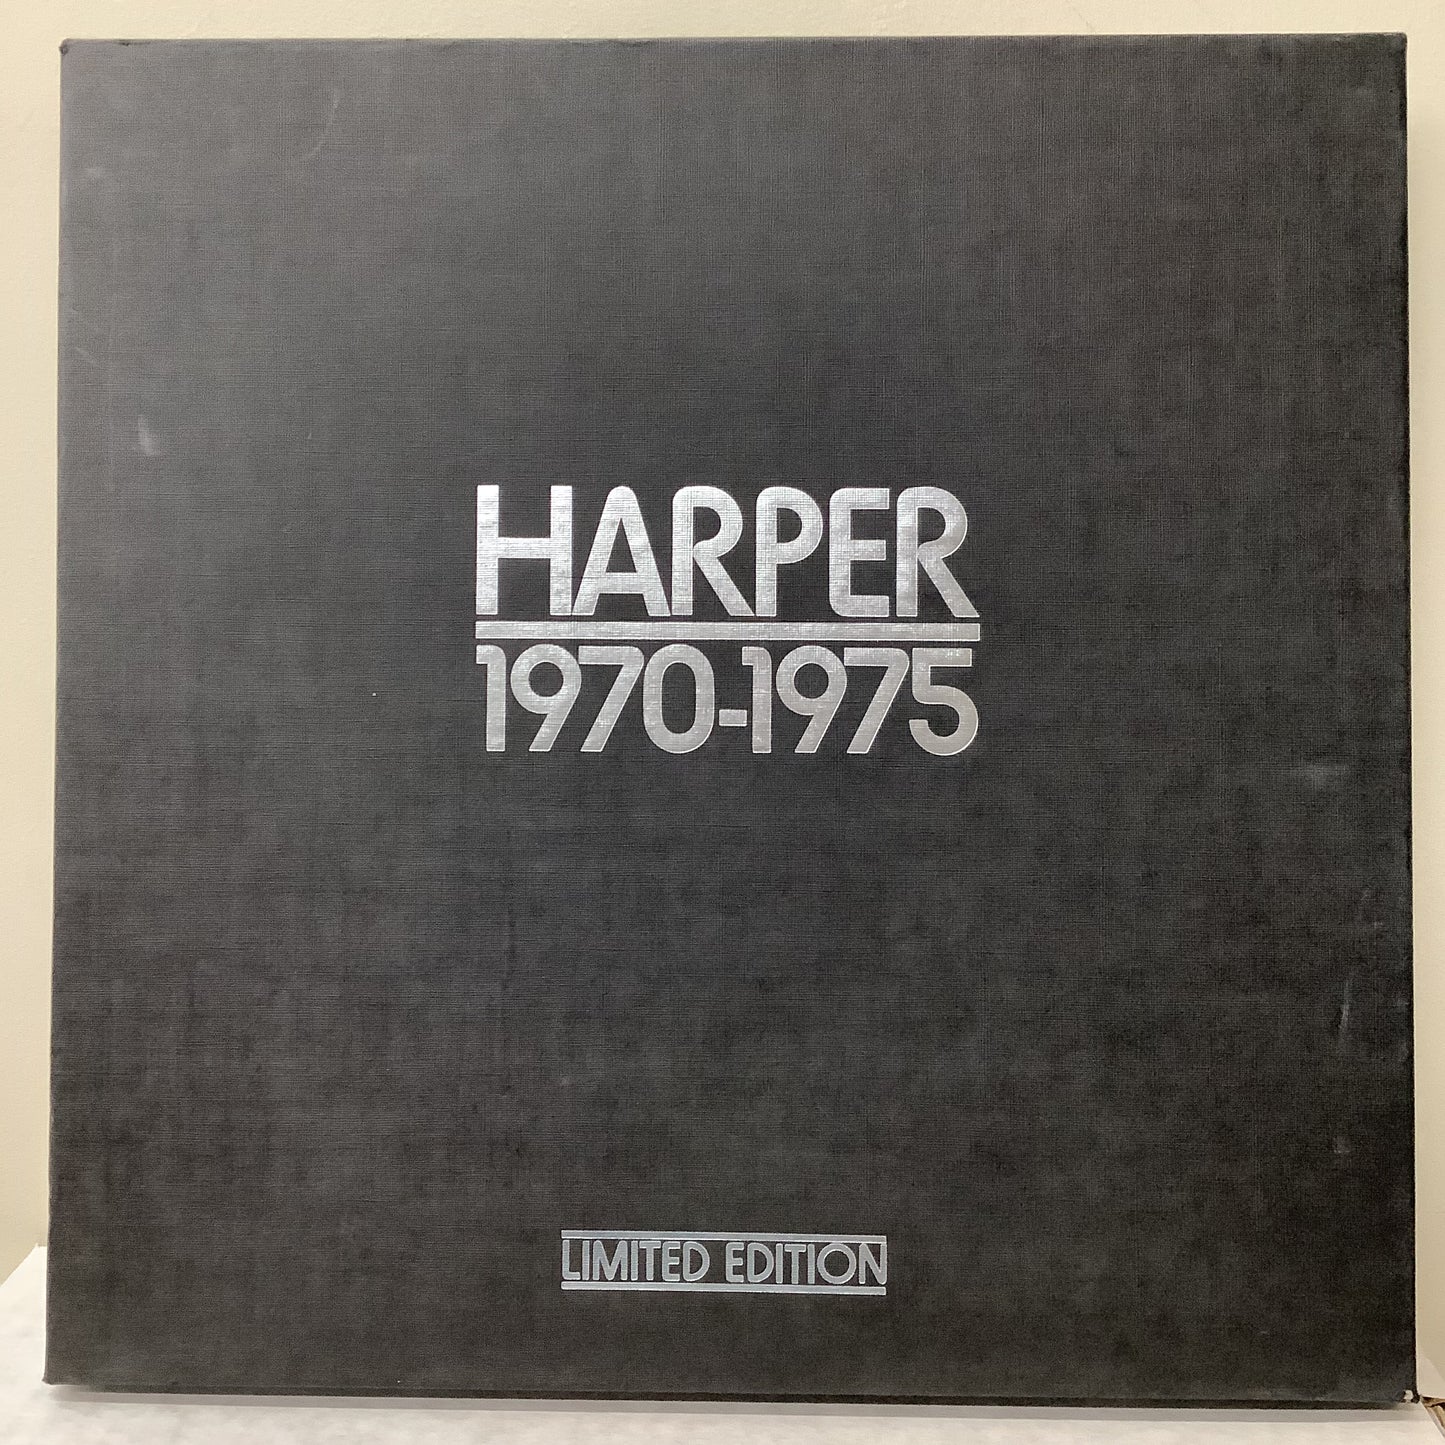 HARPER
1970-1975
LIMITED EDITION